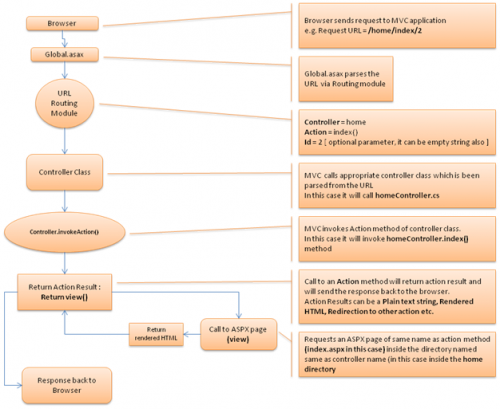 Browser
Browser sends request to MVC application
e.g. Request URL = /home/index/2
Global.asax
Global.asax parses the
URL via Routing module
URL
Routing
Module
Controller = home
Action = index()
Id = 2 [ optional parameter, it can be empty string also ]
Controller Class
MVC calls appropriate controller class which is been
parsed from the URL
In this case it will call homeController.cs
Controller.invokeAction()
MVC invokes Action method of controller class.
In this case it will invoke homeController.index()
method
Return Action Result :
Return view()
Call to an Action method will return action result and
will send the response back to the browser.
Action Results can be a Plain text string, Rendered
HTML, Redirection to other action etc.
Return
rendered HTML
Call to ASPX page
(view)
Requests an ASPX page of same name as action method
(index.aspx in this case) inside the directory named
same as controller name (in this case inside the home
directory
Response back to
Browser